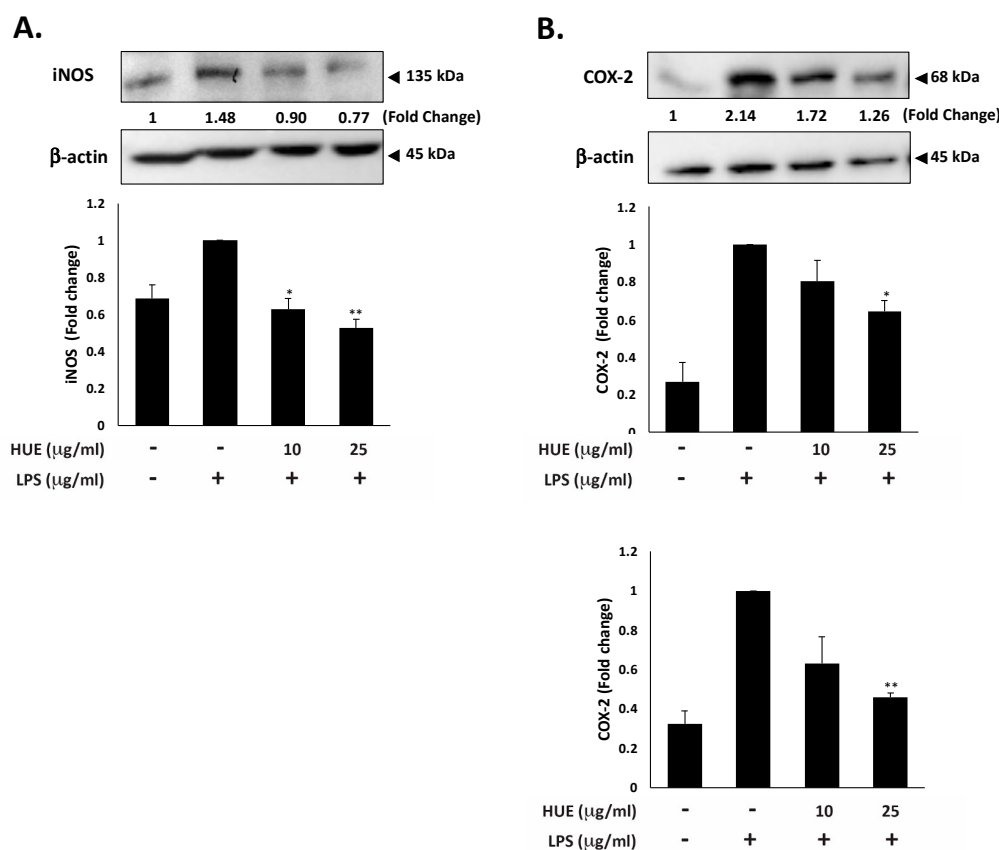 A.
iNOS
135 kDa
1 1.48 0.90 0.77 (Fold Change)
β-actin
45 kDa
1.2
1
0.8
0.6
0.4
0.2
0
iNOS (Fold change)
*
**
HUE (μg/ml) - - 10 25
LPS (μg/ml) - + + +
B.
COX-2
68 kDa
1 2.14 1.72 1.26 (Fold Change)
β-actin
45 kDa
1.2
1
0.8
0.6
0.4
0.2
0
COX-2 (Fold change)
*
HUE (μg/ml) - - 10 25
LPS (μg/ml) - + + +
1.2
1
0.8
0.6
0.4
0.2
0
COX-2 (Fold change)
**
HUE (μg/ml) - - 10 25
LPS (μg/ml) - + + +